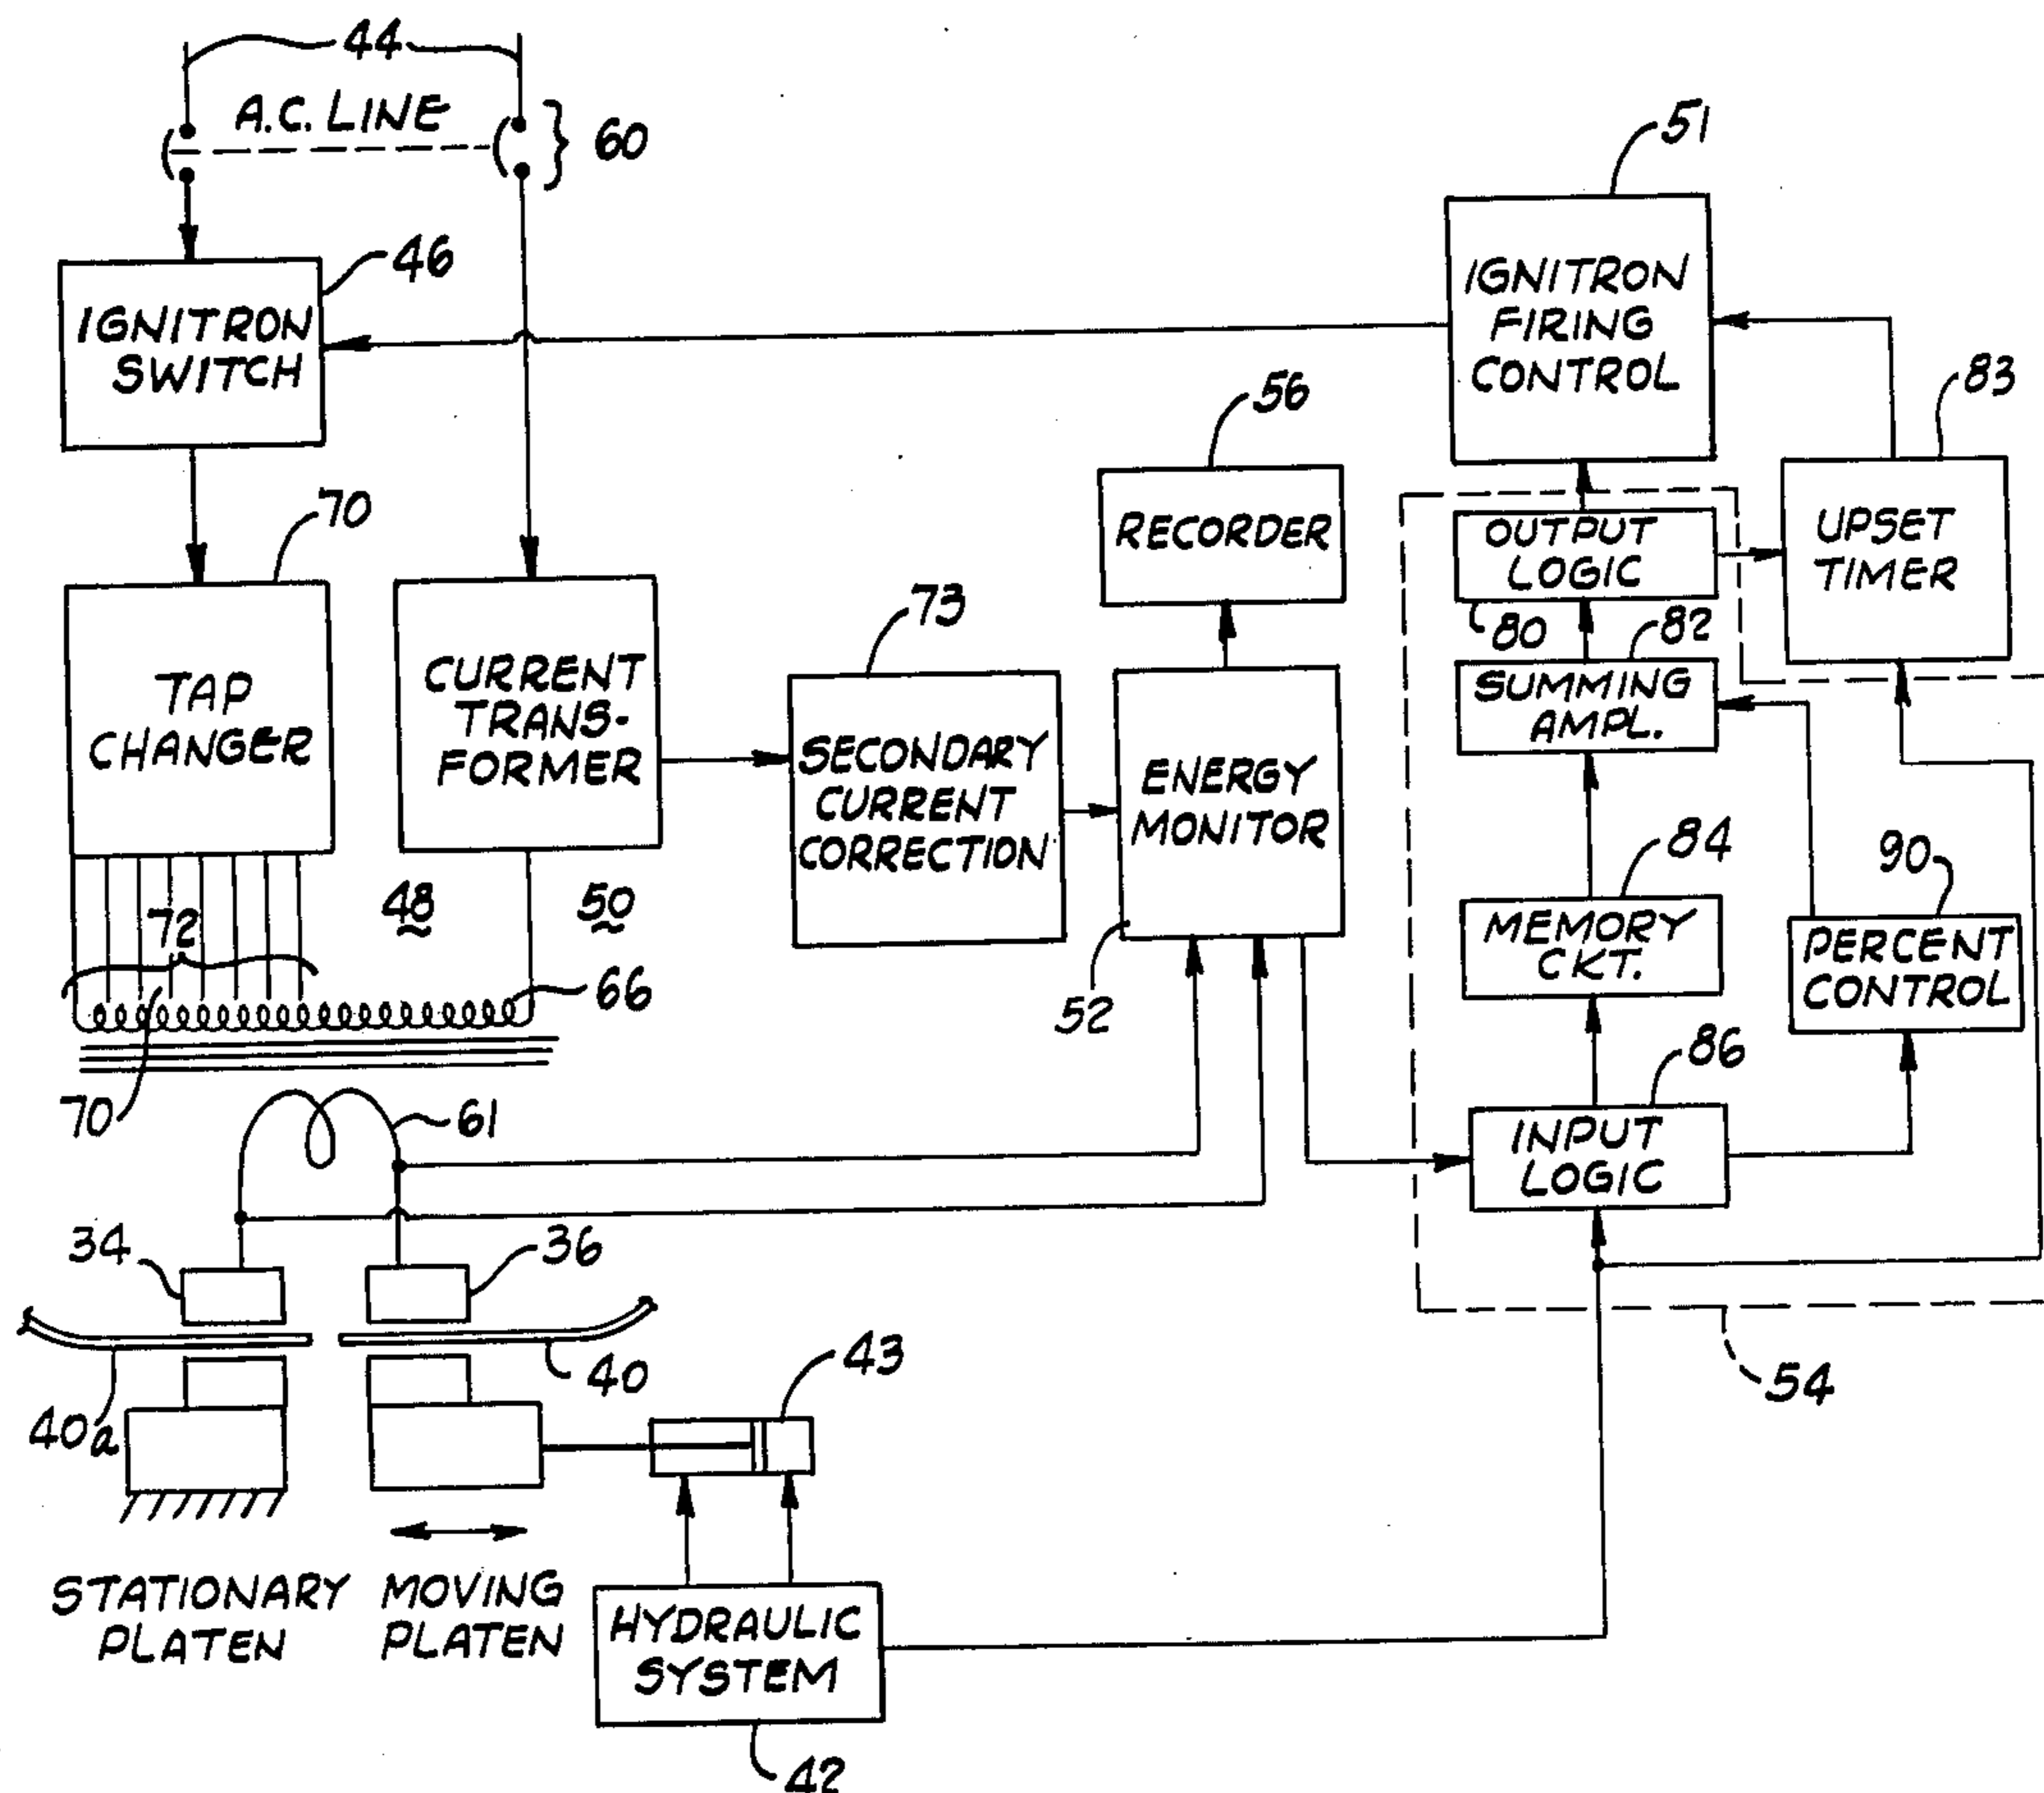 44
A.C. LINE
60
51
46
IGNITRON
SWITCH
IGNITRON
FIRING
CONTROL
56
83
70
RECORDER
OUTPUT
LOGIC
UPSET
TIMER
73
80
82
TAP
CHANGER
CURRENT
TRANS-
FORMER
SECONDARY
CURRENT
CORRECTION
ENERGY
MONITOR
SUMMING
AMPL.
84
90
72
48
50
MEMORY
CKT.
PERCENT
CONTROL
66
52
70
61
86
INPUT
LOGIC
34
36
40a
40
43
54
STATIONARY
PLATEN
MOVING
PLATEN
HYDRAULIC
SYSTEM
42